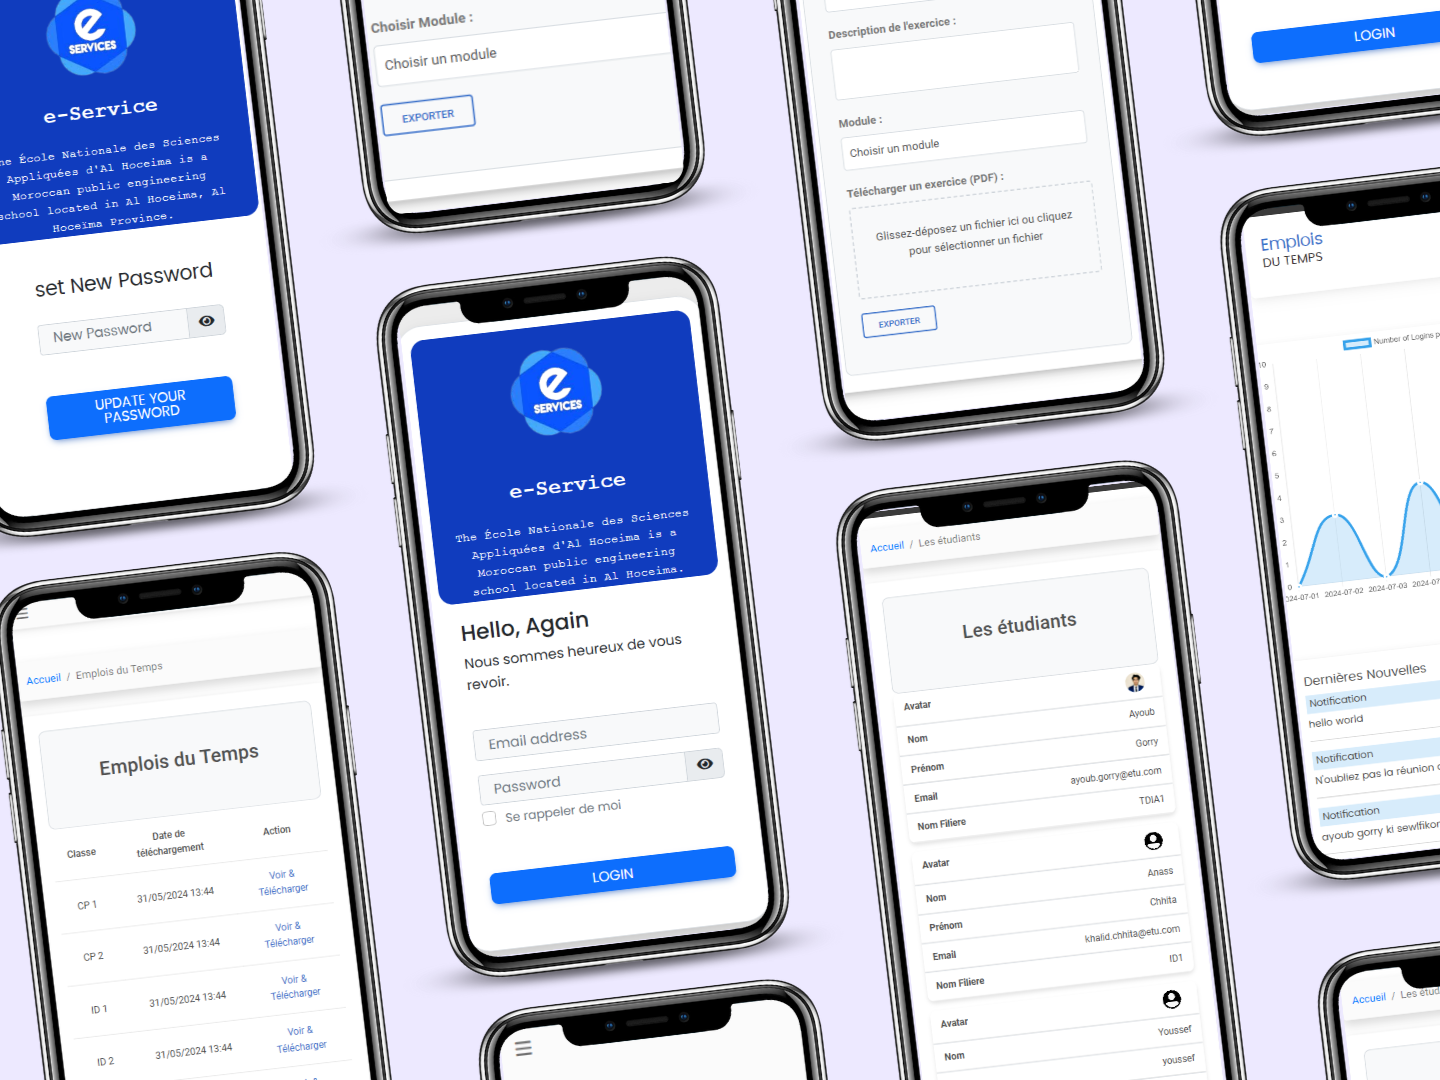 e
SERVICES
e-Service
The École Nationale des Sciences
Appliquées d'Al Hoceima is a
Moroccan public engineering
school located in Al Hoceima, Al
Hoceïma Province.
set New Password
New Password
UPDATE YOUR
PASSWORD
Choisir Module :
Choisir un module
EXPORTER
Description de l'exercice :
Module :
Choisir un module
Télécharger un exercice (PDF) :
Glissez-déposez un fichier ici ou cliquez
pour sélectionner un fichier
EXPORTER
LOGIN
Emplois
DU TEMPS
Number of Logins
10
9
8
7
6
5
4
3
2
1
0
24-07-01 2024-07-02 2024-07-03 2024-07
Dernières Nouvelles
Notification
hello world
Notification
N'oubliez pas la réunion
Notification
ayoub gorry ki sewlfikon
e
SERVICES
e-Service
The École Nationale des Sciences
Appliquées d'Al Hoceima is a
Moroccan public engineering
school located in Al Hoceima.
Hello, Again
Nous sommes heureux de vous
revoir.
Email address
Password
Se rappeler de moi
LOGIN
Accueil / Emplois du Temps
Emplois du Temps
Classe Date de téléchargement Action
CP 1 31/05/2024 13:44 Voir & Télécharger
CP 2 31/05/2024 13:44 Voir & Télécharger
ID 1 31/05/2024 13:44 Voir & Télécharger
ID 2 31/05/2024 13:44 Voir & Télécharger
Accueil / Les étudiants
Les étudiants
Avatar
Nom Ayoub
Prénom Gorry
Email ayoub.gorry@etu.com
Nom Filiere TDIA1
Avatar
Nom Anass
Prénom Chhita
Email khalid.chhita@etu.com
Nom Filiere ID1
Avatar
Nom Youssef
youssef
Accueil / Les étud